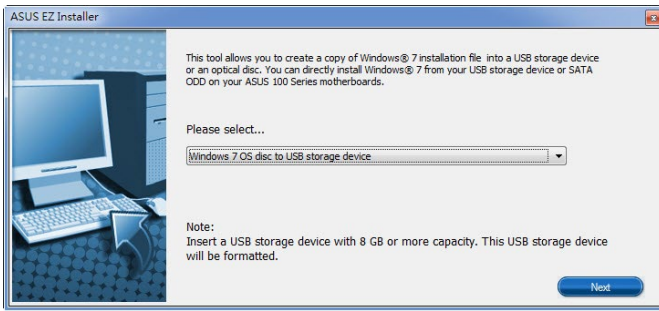 ASUS EZ Installer
This tool allows you to create a copy of Windows® 7 installation file into a USB storage device
or an optical disc. You can directly install Windows® 7 from your USB storage device or SATA
ODD on your ASUS 100 Series motherboards.
Please select...
Windows 7 OS disc to USB storage device
Note:
Insert a USB storage device with 8 GB or more capacity. This USB storage device
will be formatted.
Next